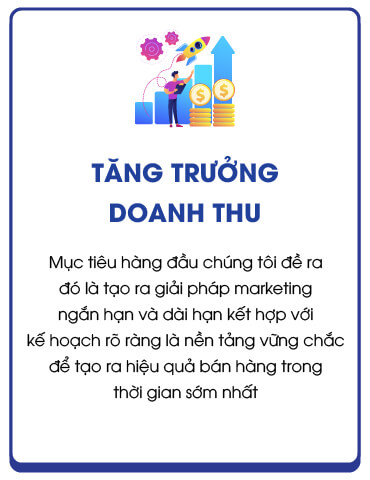 TĂNG TRƯỞNG
DOANH THU
Mục tiêu hàng đầu chúng tôi đề ra
đó là tạo ra giải pháp marketing
ngắn hạn và dài hạn kết hợp với
kế hoạch rõ ràng là nền tảng vững chắc
để tạo ra hiệu quả bán hàng trong
thời gian sớm nhất